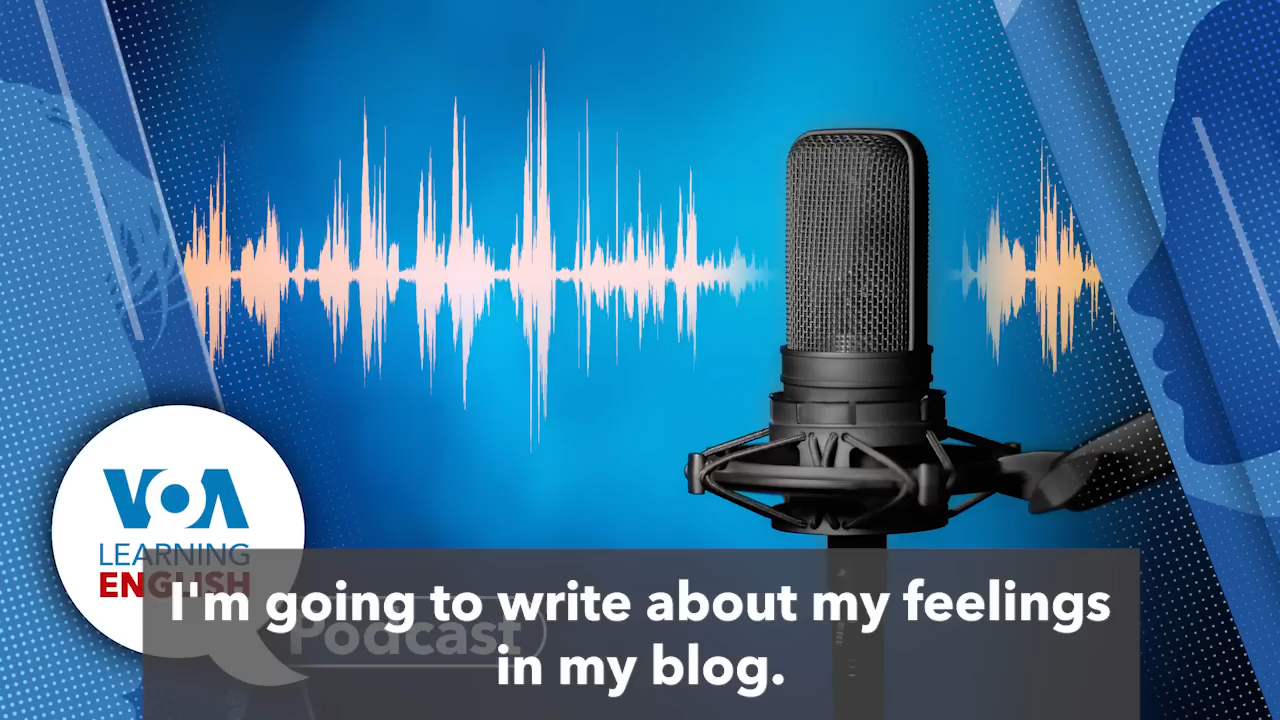 VOA
LEARNING
ENGLISH
Podcast
I'm going to write about my feelings
in my blog.